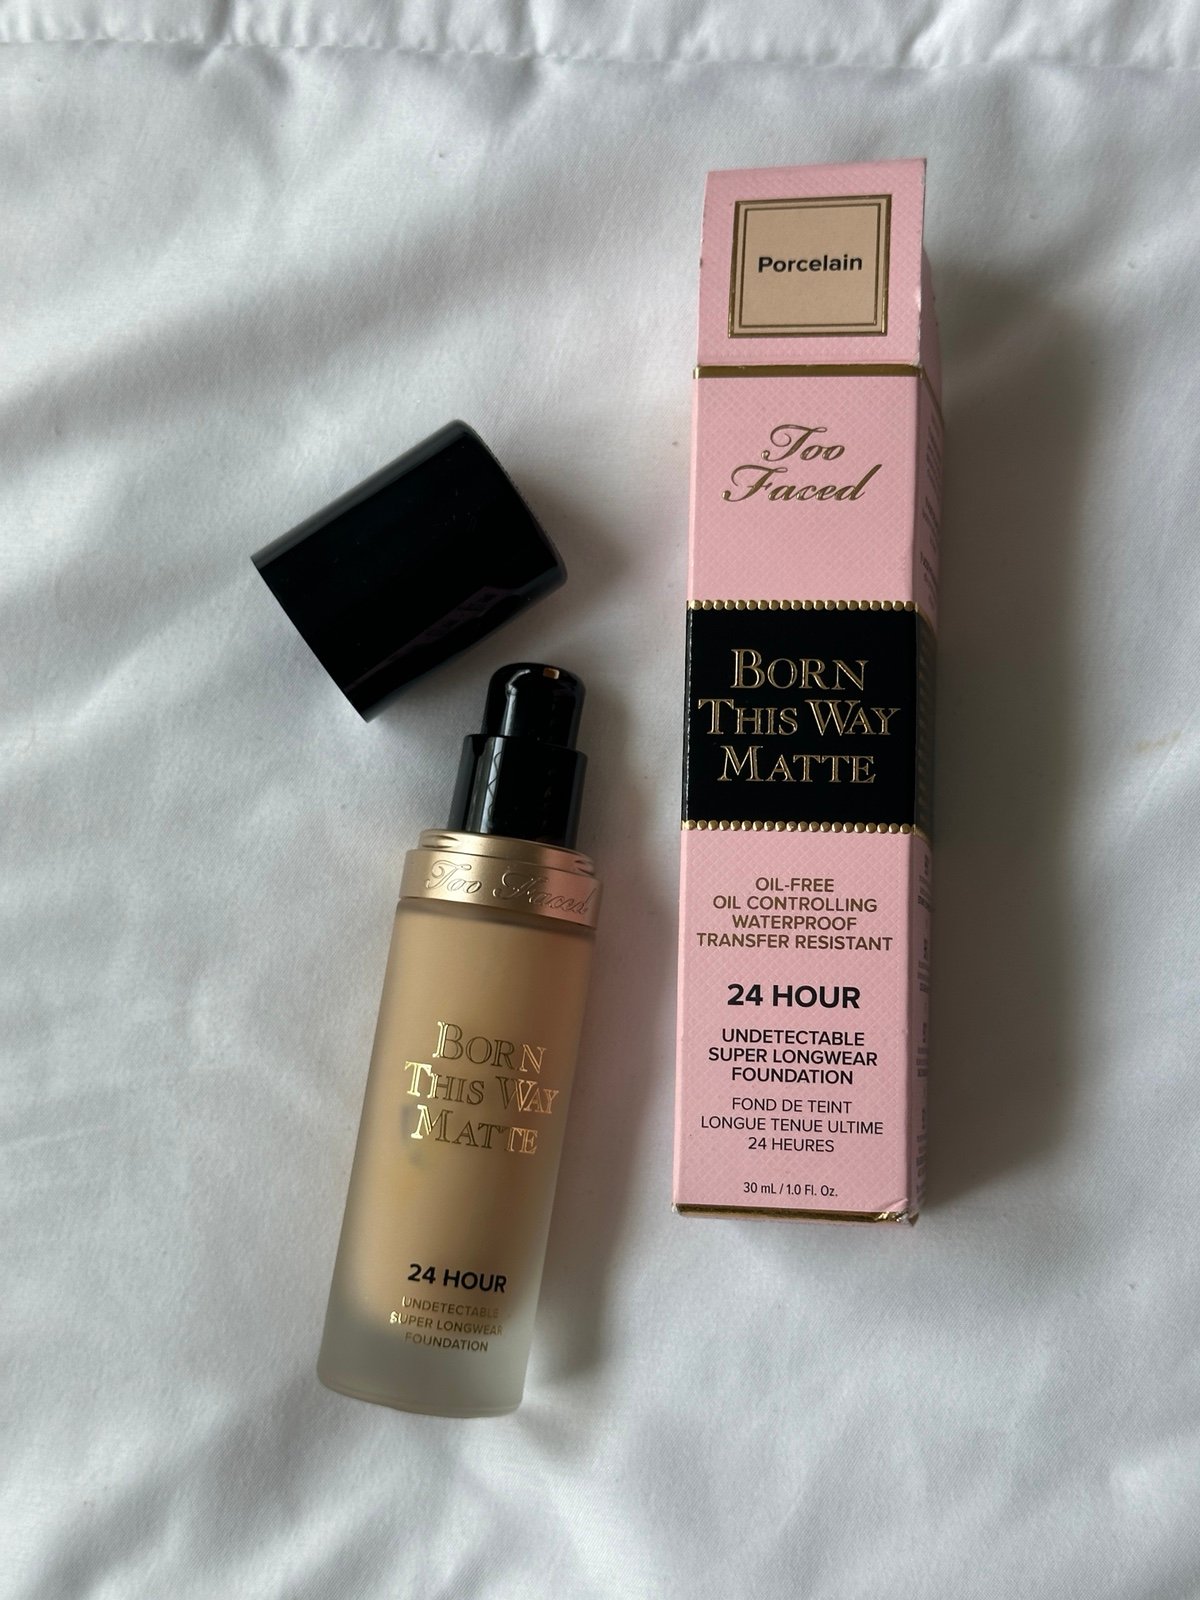 Porcelain
Too
Faced
BORN
THIS WAY
MATTE
OIL-FREE
OIL CONTROLLING
WATERPROOF
TRANSFER RESISTANT
24 HOUR
UNDETECTABLE
SUPER LONGWEAR
FOUNDATION
FOND DE TEINT
LONGUE TENUE ULTIME
24 HEURES
30 mL / 1.0 Fl. Oz.
Too Faced
BORN
THIS WAY
MATTE
24 HOUR
UNDETECTABLE
SUPER LONGWEAR
FOUNDATION